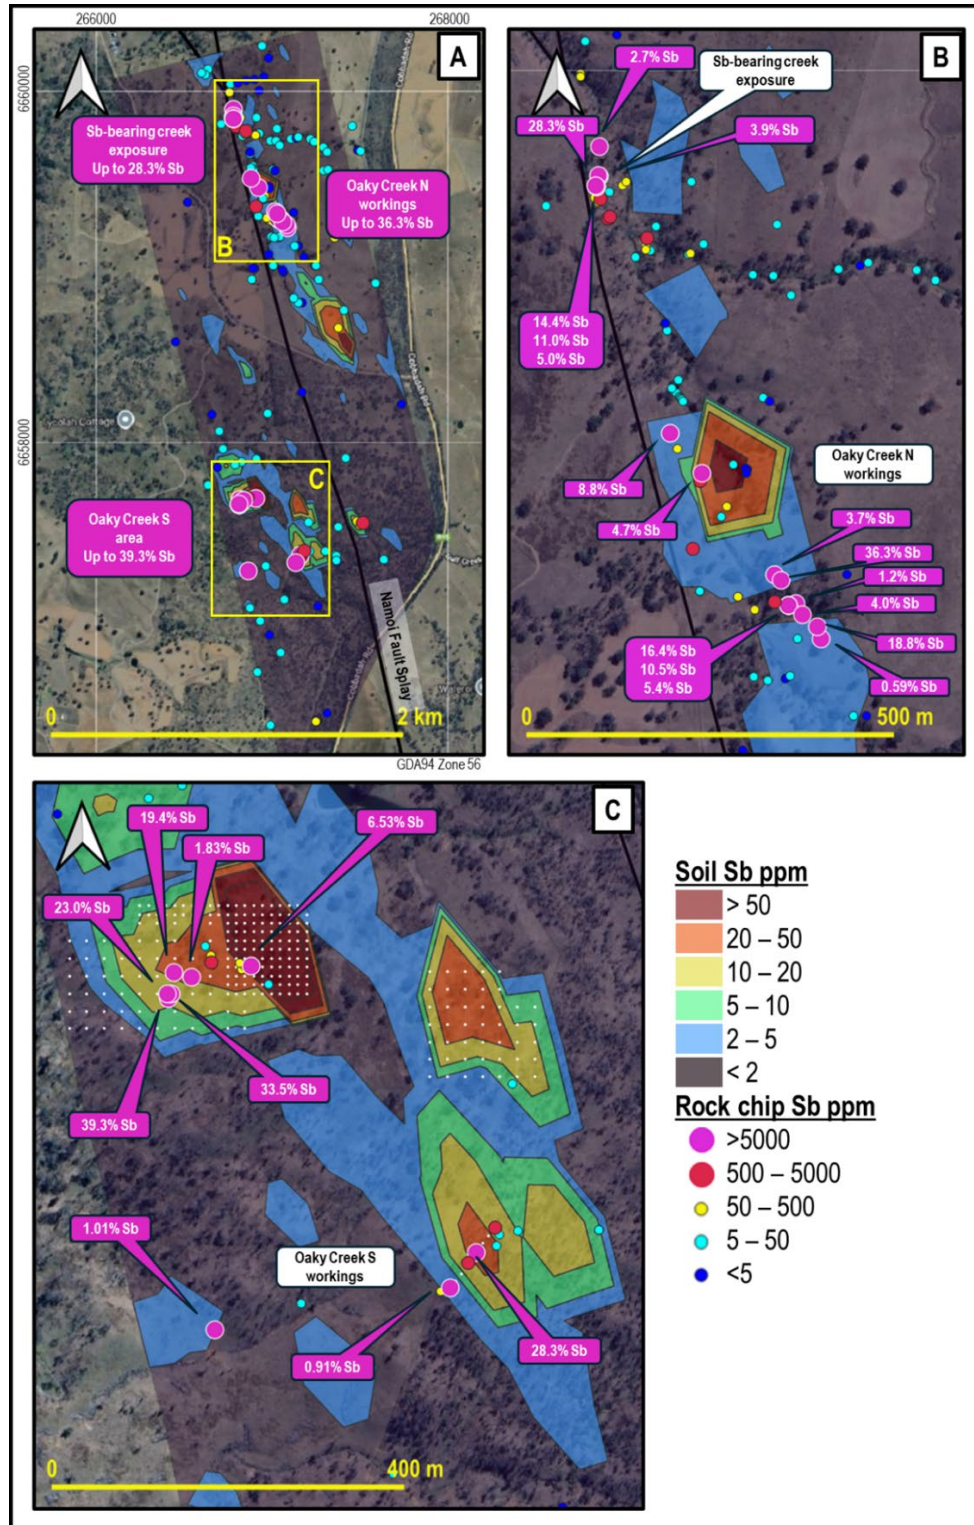 266000
268000
6660000
6658000
A
Sb-bearing creek
exposure
Up to 28.3% Sb
Oaky Creek N
workings
Up to 36.3% Sb
B
Oaky Creek S
area
Up to 39.3% Sb
C
Namoi Fault Splay
Cobbadah Rd
0
2 km
GDA94 Zone 56
B
2.7% Sb
Sb-bearing creek
exposure
28.3% Sb
3.9% Sb
14.4% Sb
11.0% Sb
5.0% Sb
Oaky Creek N
workings
8.8% Sb
4.7% Sb
3.7% Sb
36.3% Sb
1.2% Sb
4.0% Sb
16.4% Sb
10.5% Sb
5.4% Sb
18.8% Sb
0.59% Sb
0
500 m
C
19.4% Sb
6.53% Sb
1.83% Sb
23.0% Sb
33.5% Sb
39.3% Sb
1.01% Sb
Oaky Creek S
workings
0.91% Sb
28.3% Sb
0
400 m
Soil Sb ppm
> 50
20 – 50
10 – 20
5 – 10
2 – 5
< 2
Rock chip Sb ppm
>5000
500 – 5000
50 – 500
5 – 50
<5